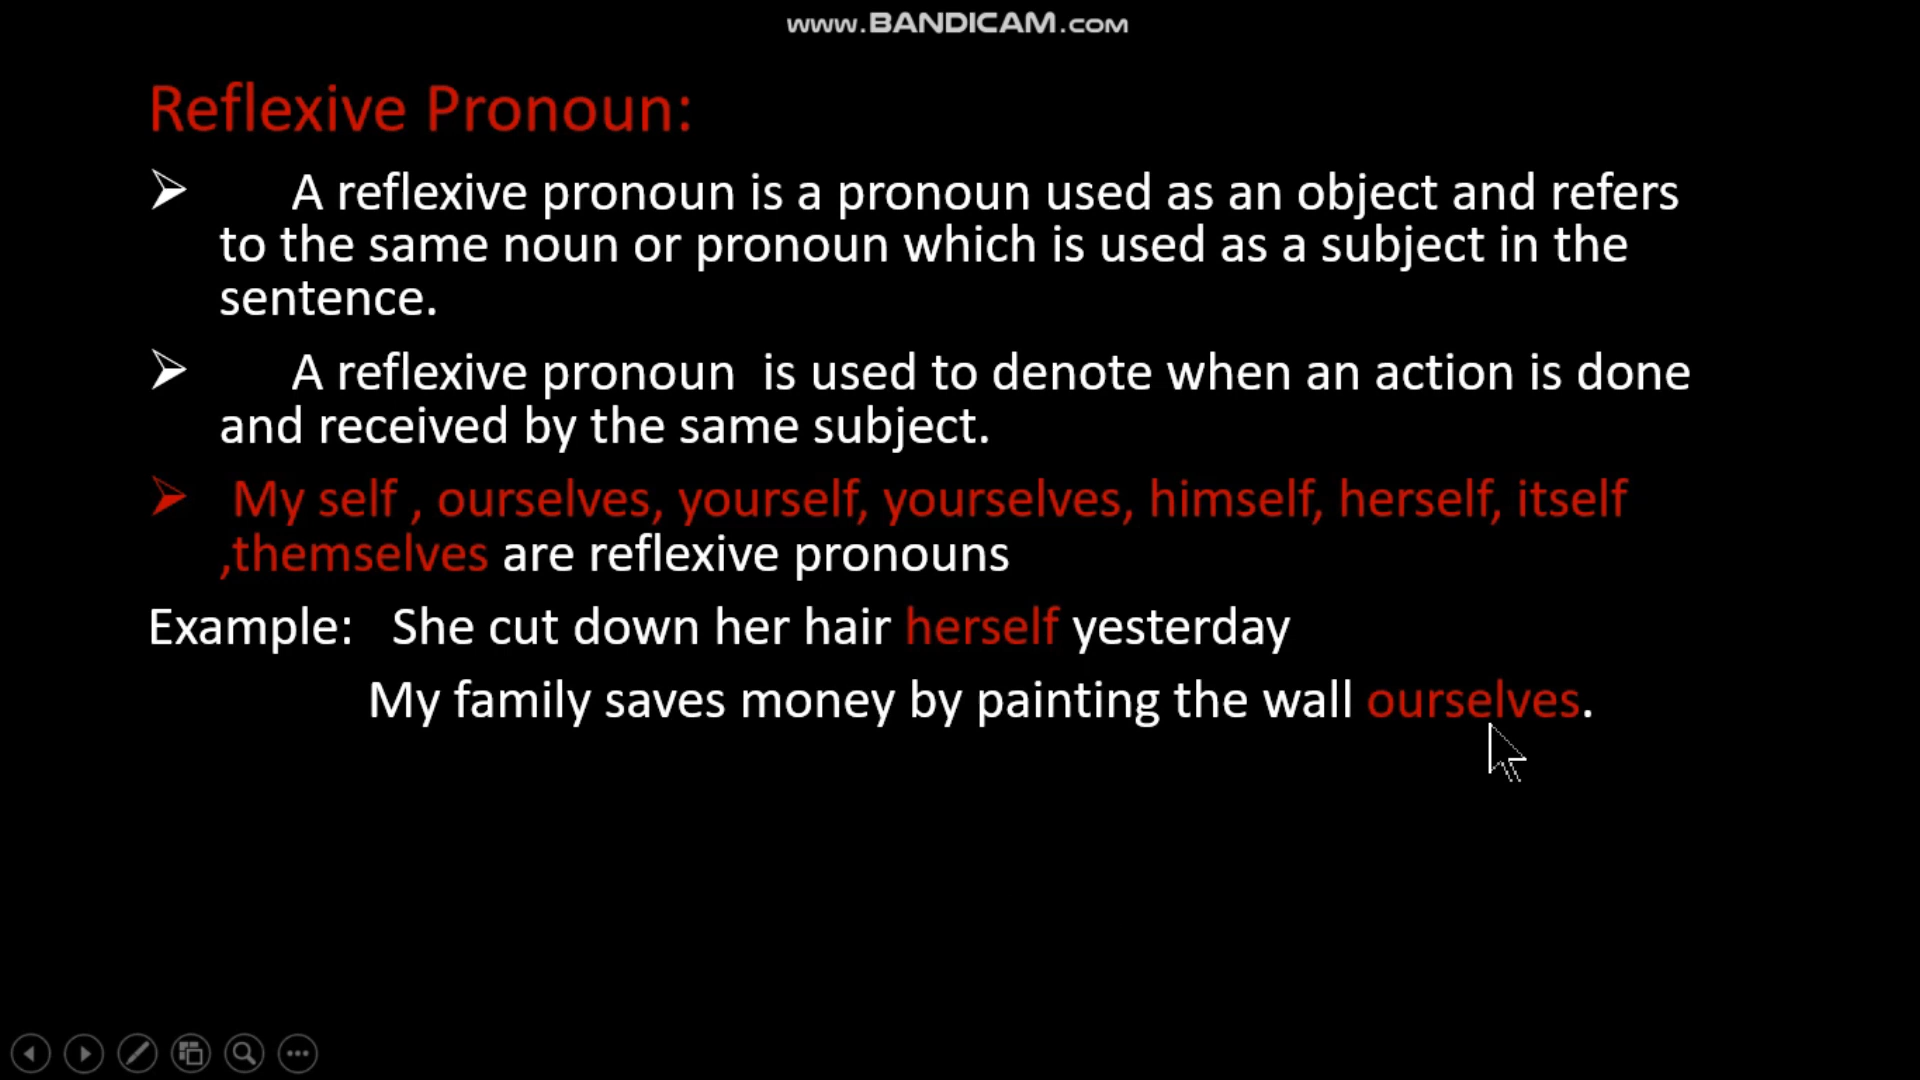 www.BANDICAM.com
Reflexive Pronoun:
A reflexive pronoun is a pronoun used as an object and refers
to the same noun or pronoun which is used as a subject in the
sentence.
A reflexive pronoun  is used to denote when an action is done
and received by the same subject.
My self , ourselves, yourself, yourselves, himself, herself, itself
,themselves are reflexive pronouns
Example:   She cut down her hair herself yesterday
My family saves money by painting the wall ourselves.